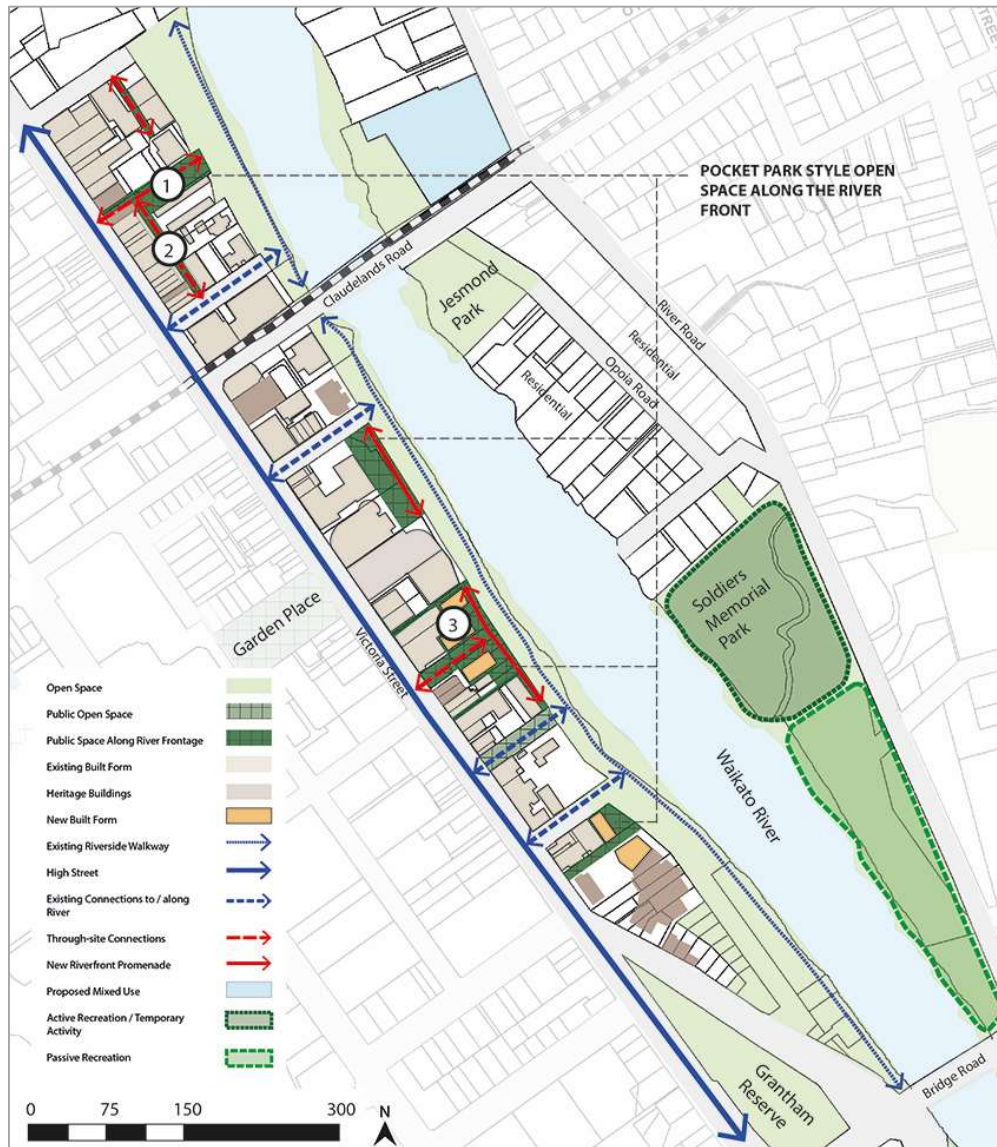 POCKET PARK STYLE OPEN
SPACE ALONG THE RIVER
FRONT
1
2
3
Claudelands Road
Jesmond
Park
River Road
Residential
Opoia Road
Residential
Soldiers
Memorial
Park
Garden Place
Victoria Street
Waikato River
Grantham
Reserve
Bridge Road
Open Space
Public Open Space
Public Space Along River Frontage
Existing Built Form
Heritage Buildings
New Built Form
Existing Riverside Walkway
High Street
Existing Connections to / along
River
Through-site Connections
New Riverfront Promenade
Proposed Mixed Use
Active Recreation / Temporary
Activity
Passive Recreation
0 75 150 300
N